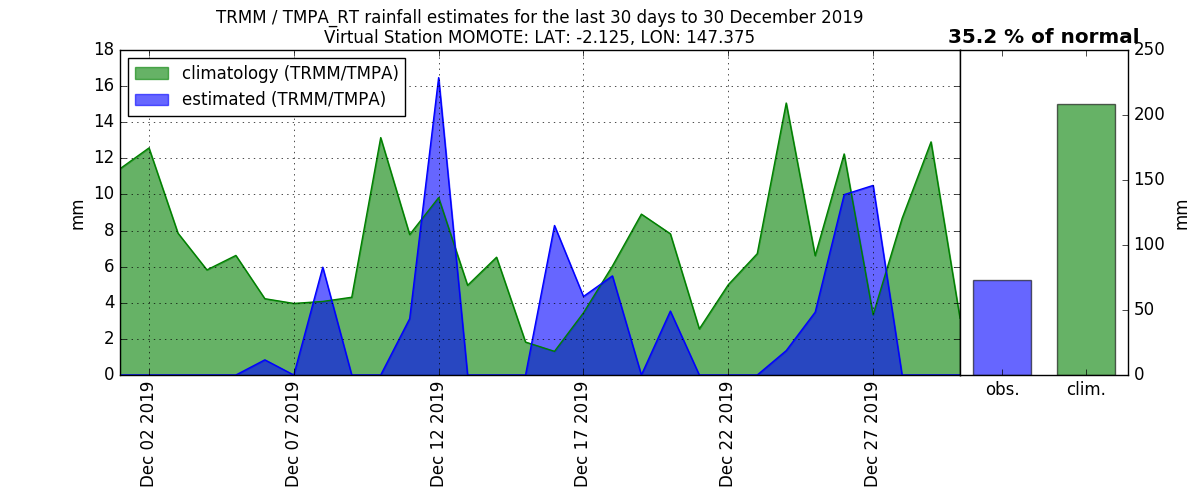 TRMM / TMPA_RT rainfall estimates for the last 30 days to 30 December 2019
Virtual Station MOMOTE: LAT: -2.125, LON: 147.375
35.2 % of normal
climatology (TRMM/TMPA)
estimated (TRMM/TMPA)
18
16
14
12
10
8
6
4
2
0
mm
250
200
150
100
50
0
mm
Dec 02 2019
Dec 07 2019
Dec 12 2019
Dec 17 2019
Dec 22 2019
Dec 27 2019
obs.
clim.